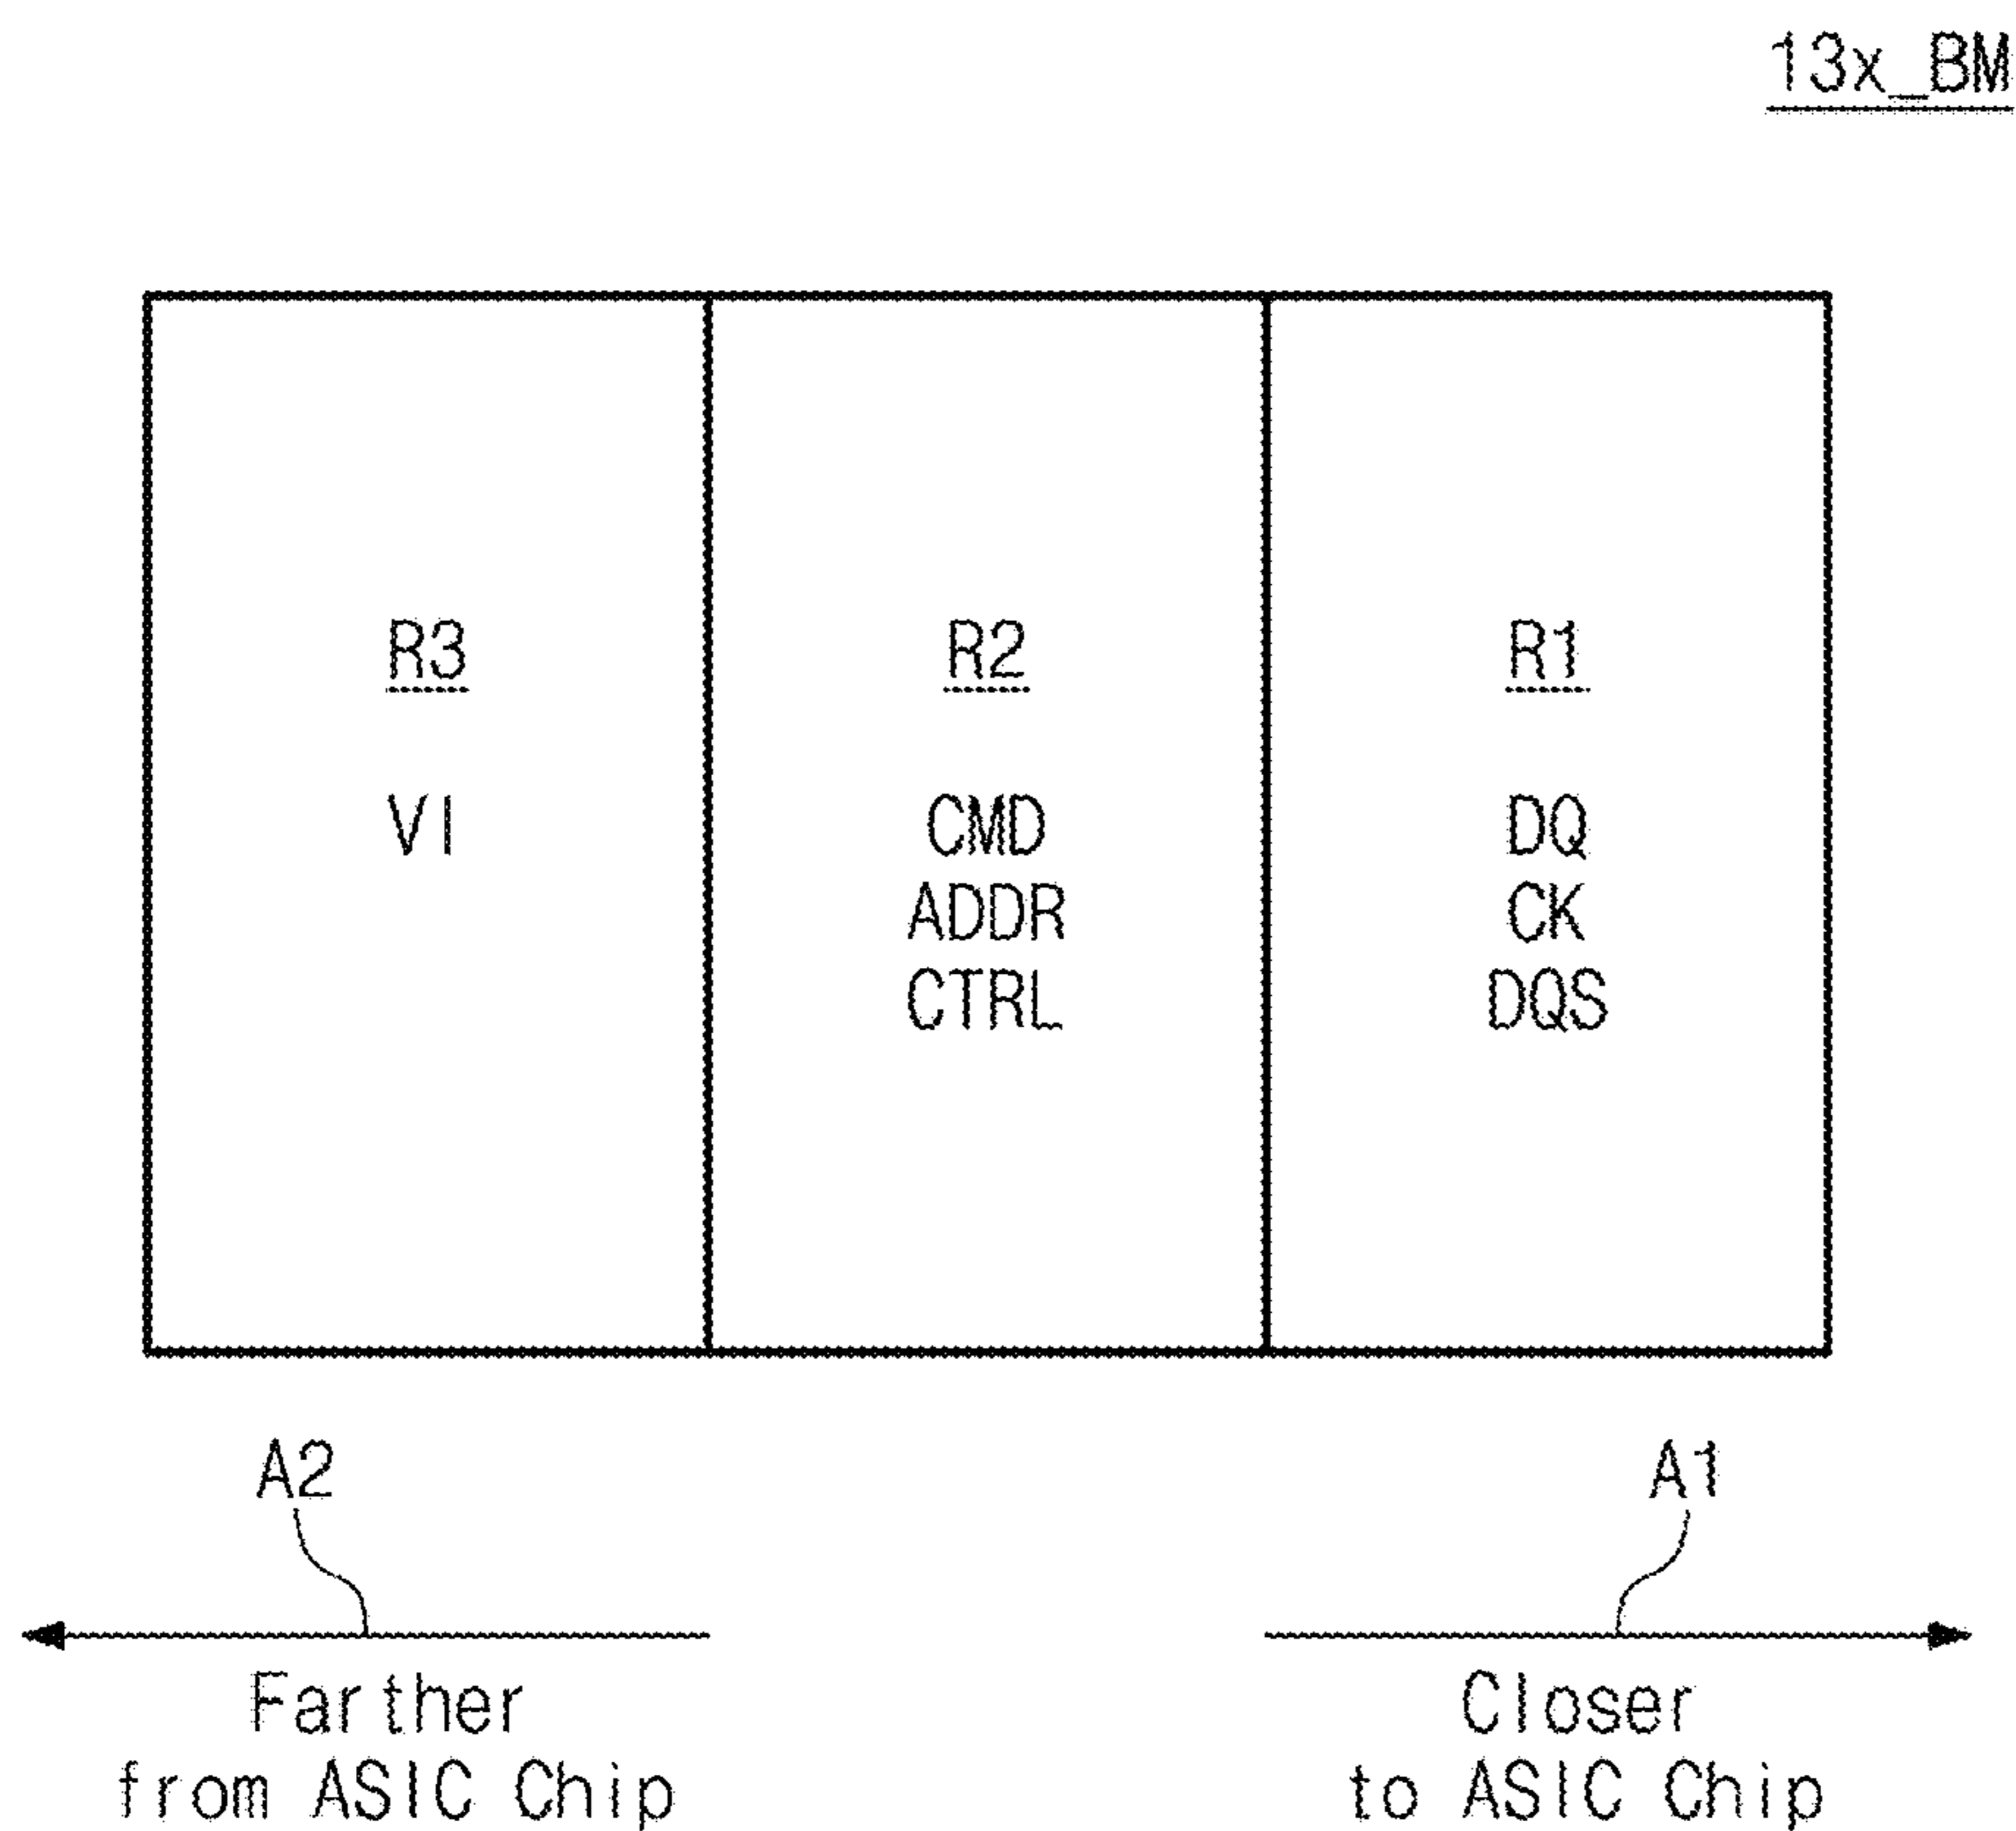 13x_BM
R3
VI
R2
CMD
ADDR
CTRL
R1
DQ
CK
DQS
A2
Farther
from ASIC Chip
A1
Closer
to ASIC Chip